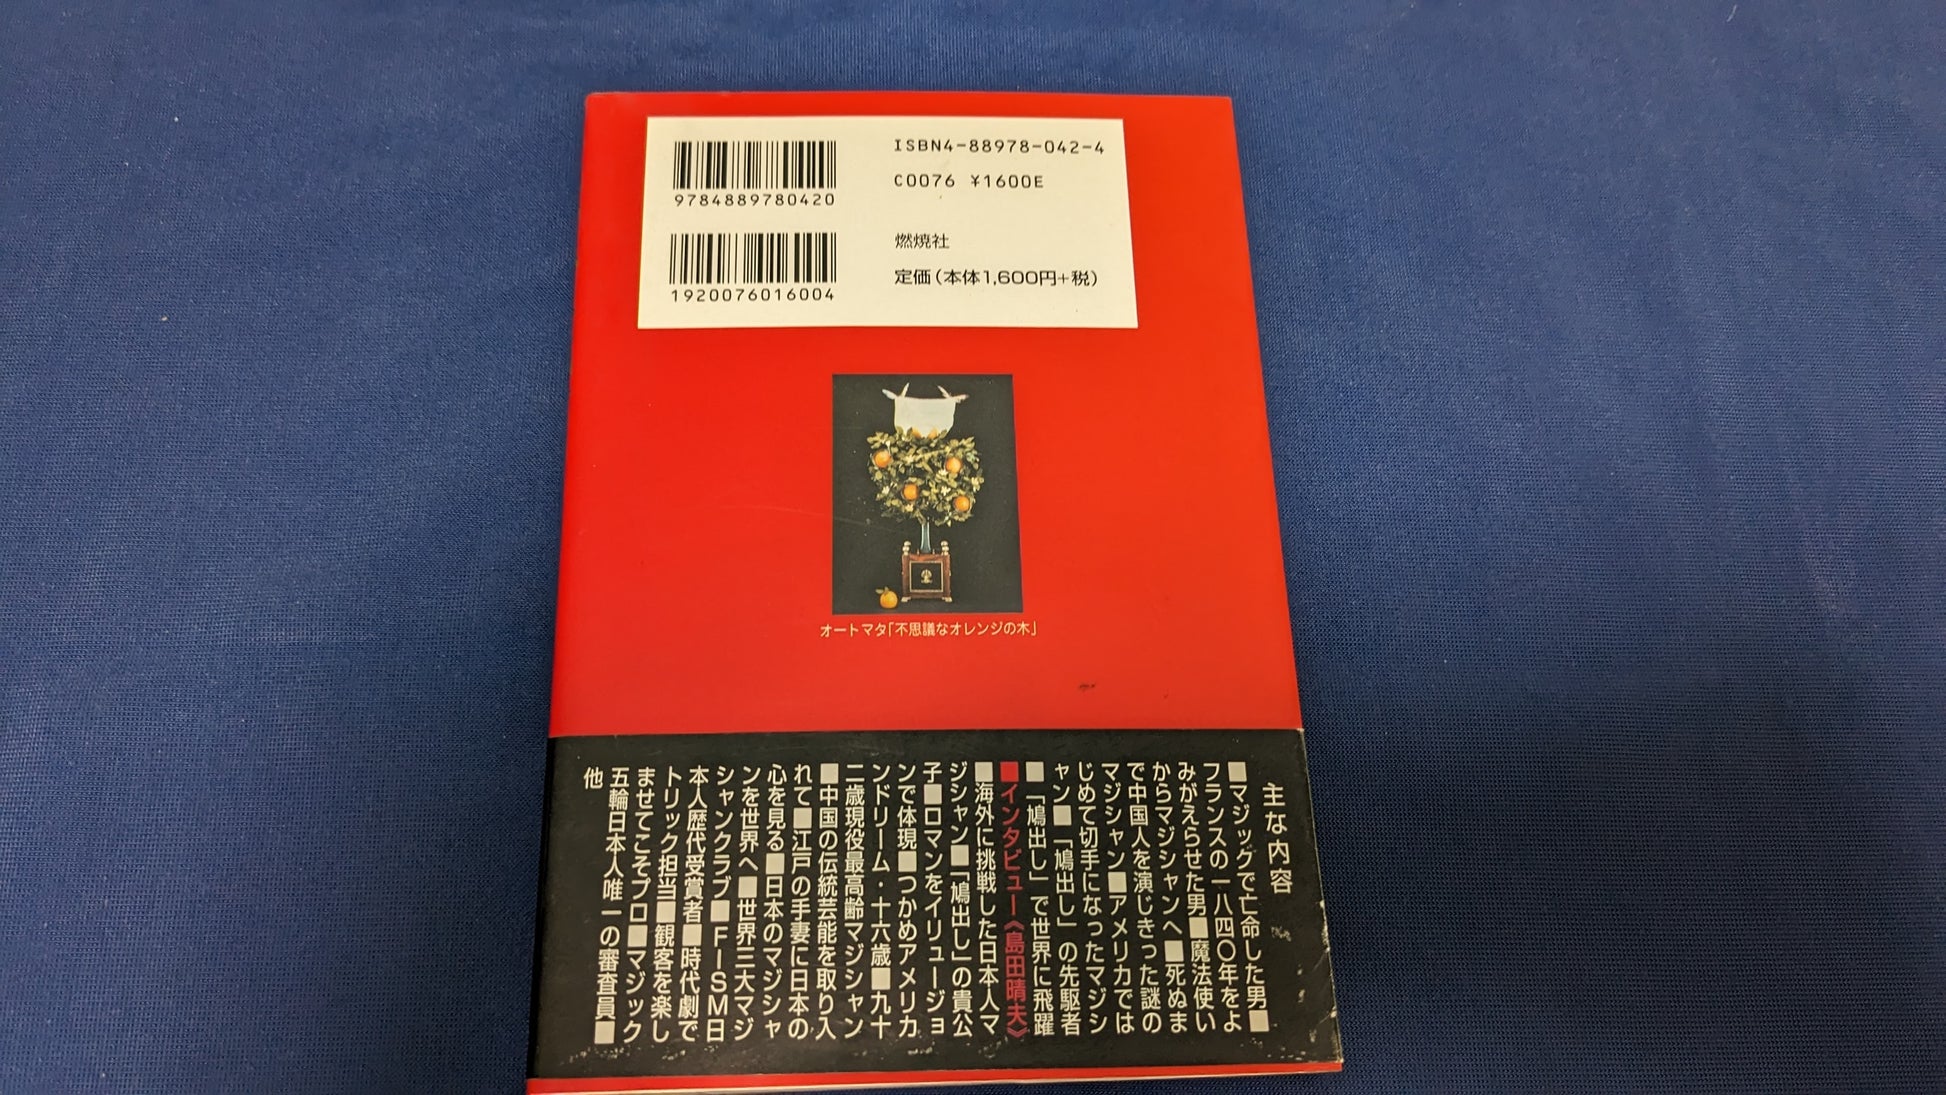 ISBN4-88978-042-4
C0076 ¥1600E
9784889780420
燃焼社
定価(本体1,600円+税)
1920076016004
オートマタ「不思議なオレンジの木」
主な内容
■マジックで亡命した男■
フランスの一八四〇年をよ
みがえらせた男■魔法使い
からマジシャンへ■死ぬま
で中国人を演じきった謎の
マジシャン■アメリカでは
じめて切手になったマジシ
ャン■「鳩出し」の先駆者
■「鳩出し」で世界に飛躍
■インタビュー《島田晴夫》
■海外に挑戦した日本人マ
ジシャン■「鳩出し」の貴公
子■ロマンをイリュージョ
ンで体現■つかめアメリカ
ンドリーム・十六歳■九十
二歳現役最高齢マジシャン
■中国の伝統芸能を取り入
れて■江戸の手妻に日本の
心を見る■日本のマジシャ
ンを世界へ■世界三大マジ
シャンクラブ■FISM日
本人歴代受賞者■時代劇で
トリック担当■観客を楽し
ませてこそプロ■マジック
五輪日本人唯一の審査員■
他